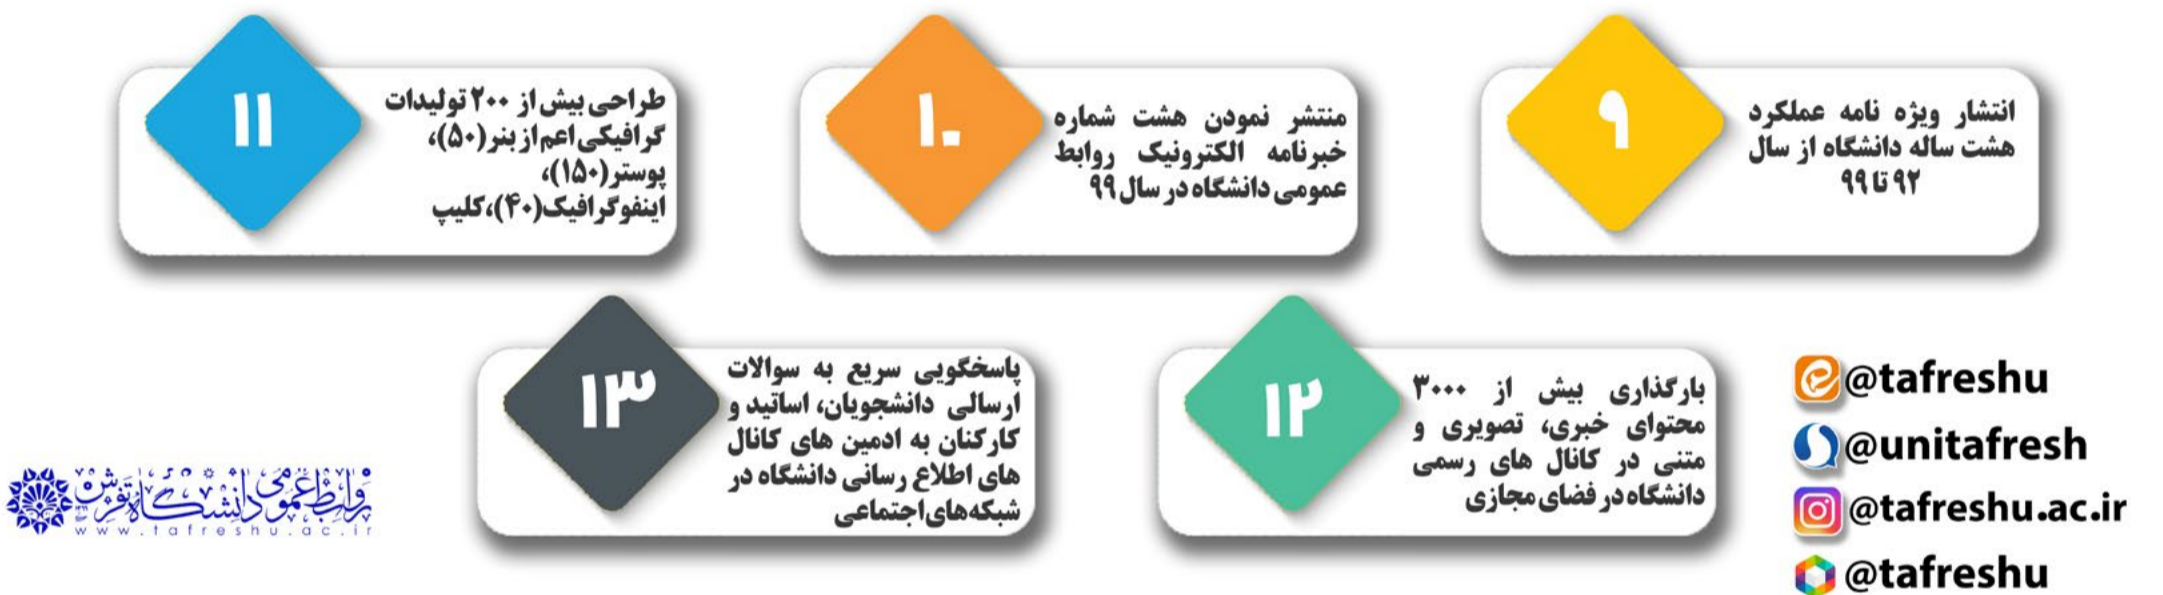 ۹
انتشار ویژه نامه عملکرد
هشت ساله دانشگاه از سال
۹۲ تا ۹۹
۱۰
منتشر نمودن هشت شماره
خبرنامه الکترونیک روابط
عمومی دانشگاه در سال ۹۹
۱۱
طراحی بیش از ۲۰۰ تولیدات
گرافیکی اعم از بنر(۵۰)،
پوستر(۱۵۰)،
اینفوگرافیک(۴۰)،کلیپ
۱۲
بارگذاری بیش از ۳۰۰۰
محتوای خبری، تصویری و
متنی در کانال های رسمی
دانشگاه در فضای مجازی
۱۳
پاسخگویی سریع به سوالات
ارسالی دانشجویان، اساتید و
کارکنان به ادمین های کانال
های اطلاع رسانی دانشگاه در
شبکه‌های اجتماعی
@tafreshu
@unitafresh
@tafreshu.ac.ir
@tafreshu
روابط عمومی دانشگاه تفرش
www.tafreshu.ac.ir